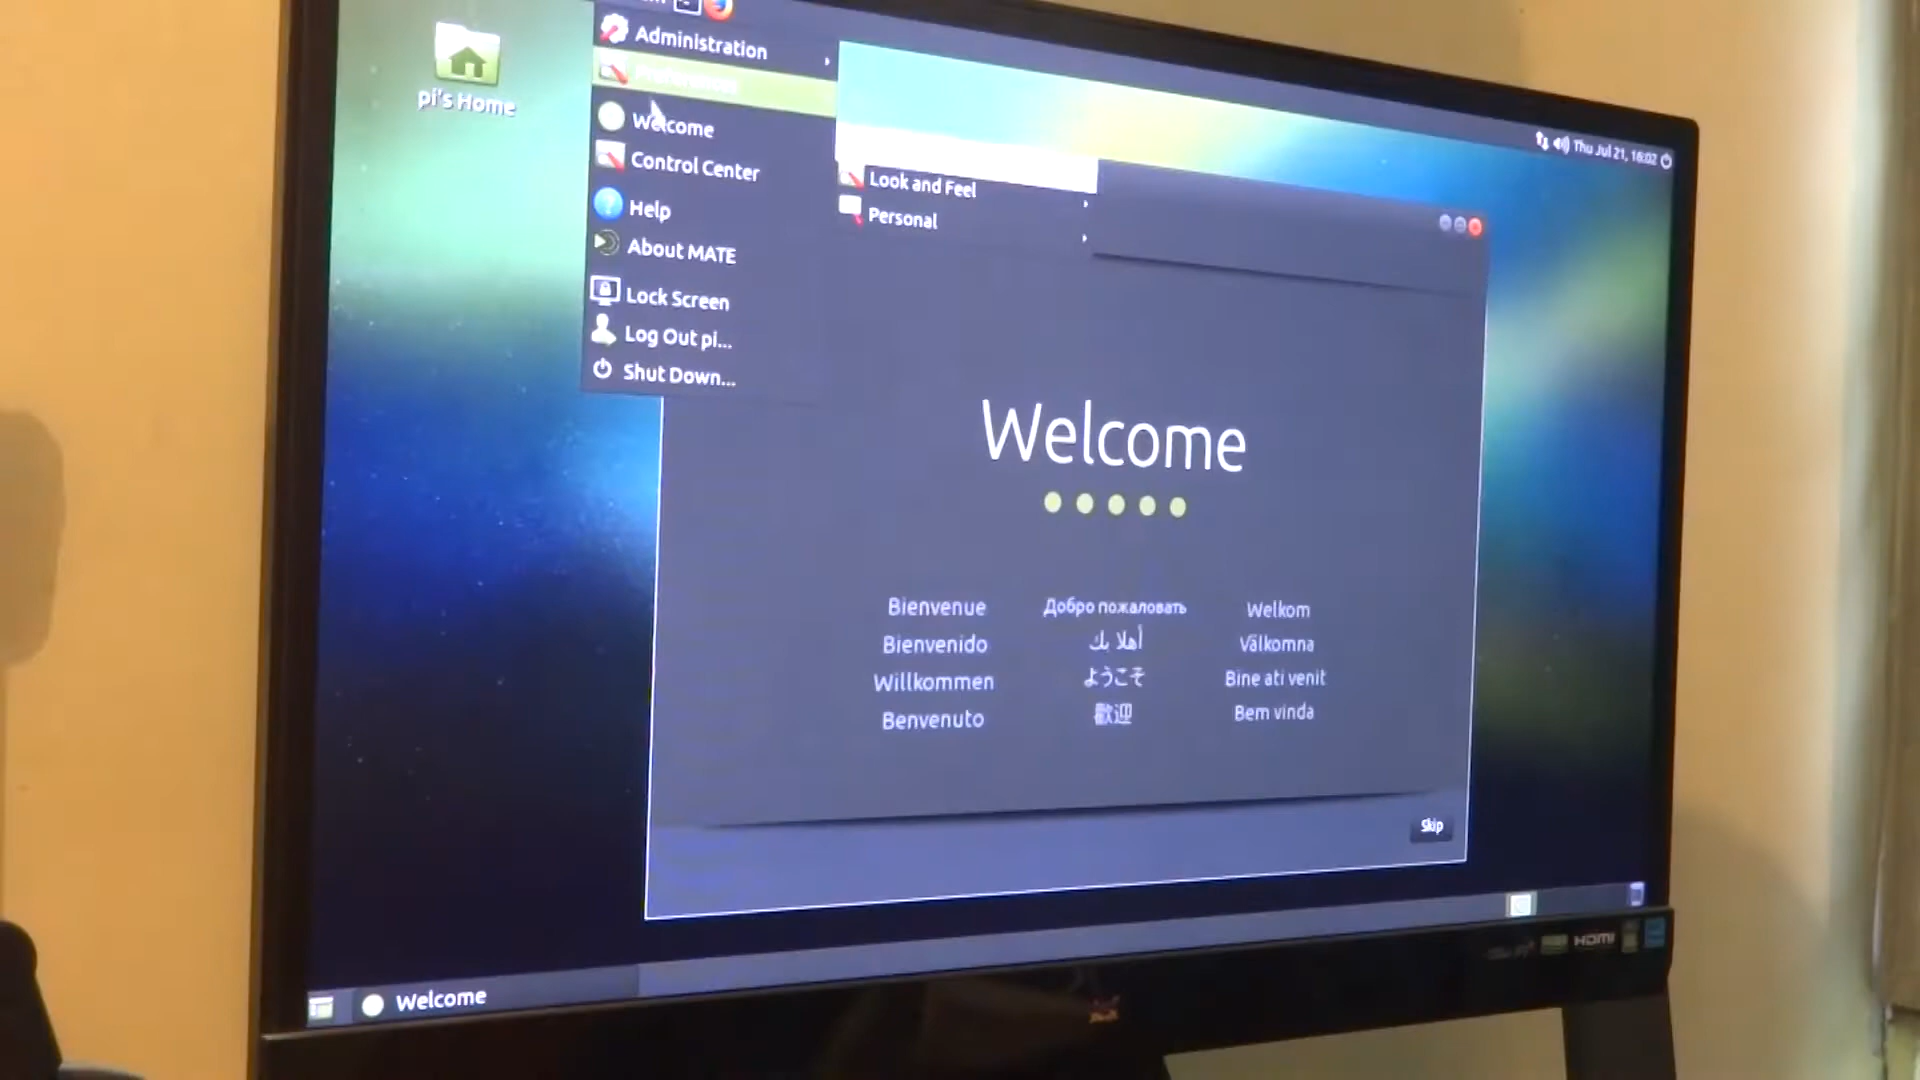 pi's Home
Administration
Preferences
Welcome
Control Center
Help
About MATE
Lock Screen
Log Out pi...
Shut Down...
Look and Feel
Personal
Thu Jul 21, 16:02
Welcome
Bienvenue
Bienvenido
Willkommen
Benvenuto
Добро пожаловать
أهلا بك
ようこそ
歡迎
Welkom
Välkomna
Bine ati venit
Bem vinda
Skip
HDMI
Welcome